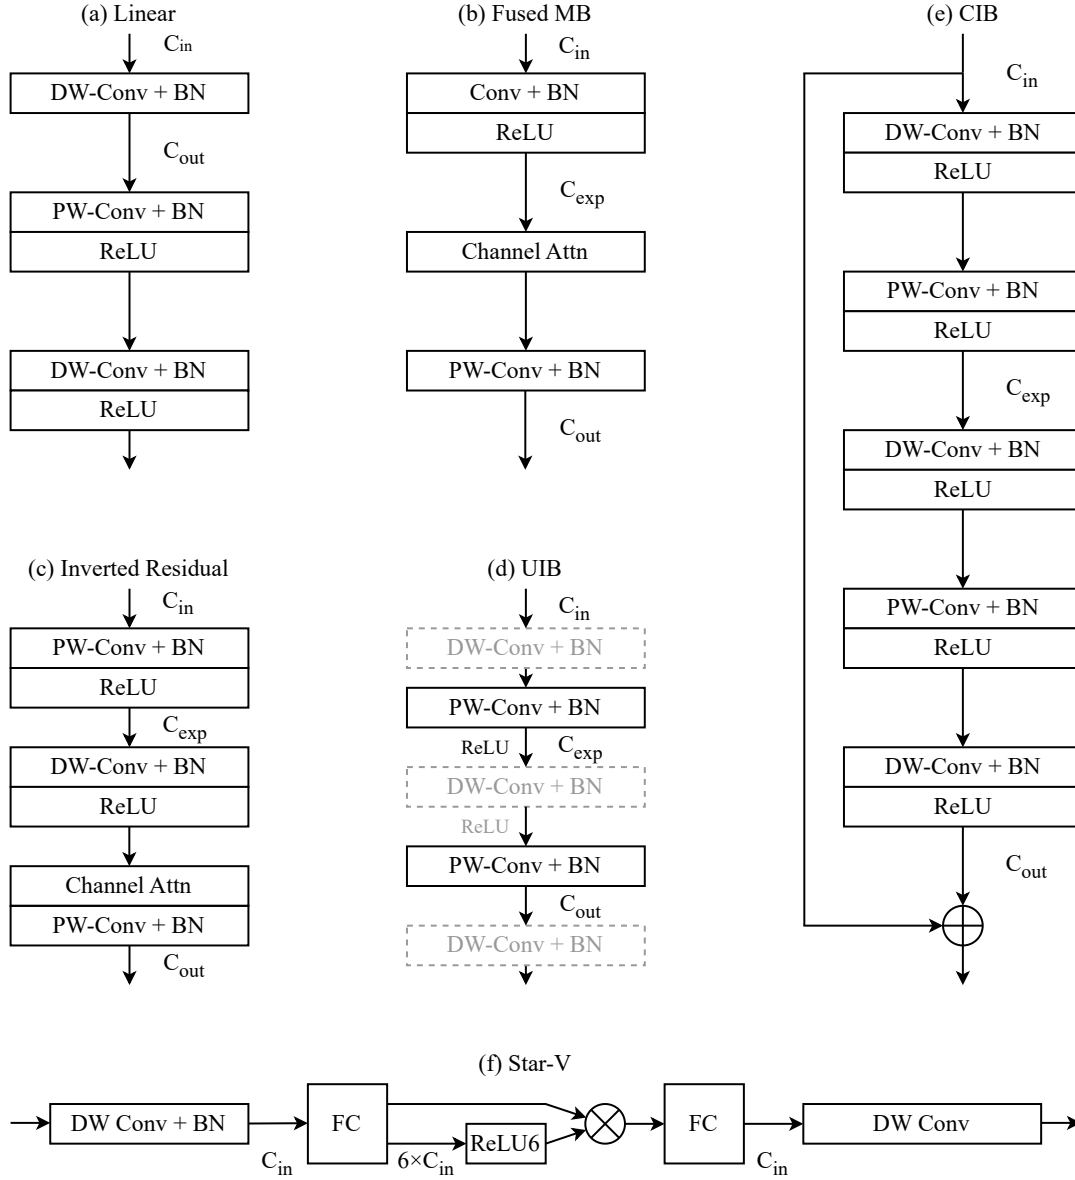 (a) Linear
C_in
DW-Conv + BN
C_out
PW-Conv + BN
ReLU
DW-Conv + BN
ReLU
(b) Fused MB
C_in
Conv + BN
ReLU
C_exp
Channel Attn
PW-Conv + BN
C_out
(e) CIB
C_in
DW-Conv + BN
ReLU
PW-Conv + BN
ReLU
C_exp
DW-Conv + BN
ReLU
PW-Conv + BN
ReLU
DW-Conv + BN
ReLU
C_out
(c) Inverted Residual
C_in
PW-Conv + BN
ReLU
C_exp
DW-Conv + BN
ReLU
Channel Attn
PW-Conv + BN
C_out
(d) UIB
C_in
DW-Conv + BN
PW-Conv + BN
ReLU C_exp
DW-Conv + BN
ReLU
PW-Conv + BN
C_out
DW-Conv + BN
(f) Star-V
DW Conv + BN
C_in
FC
6×C_in
ReLU6
FC
C_in
DW Conv